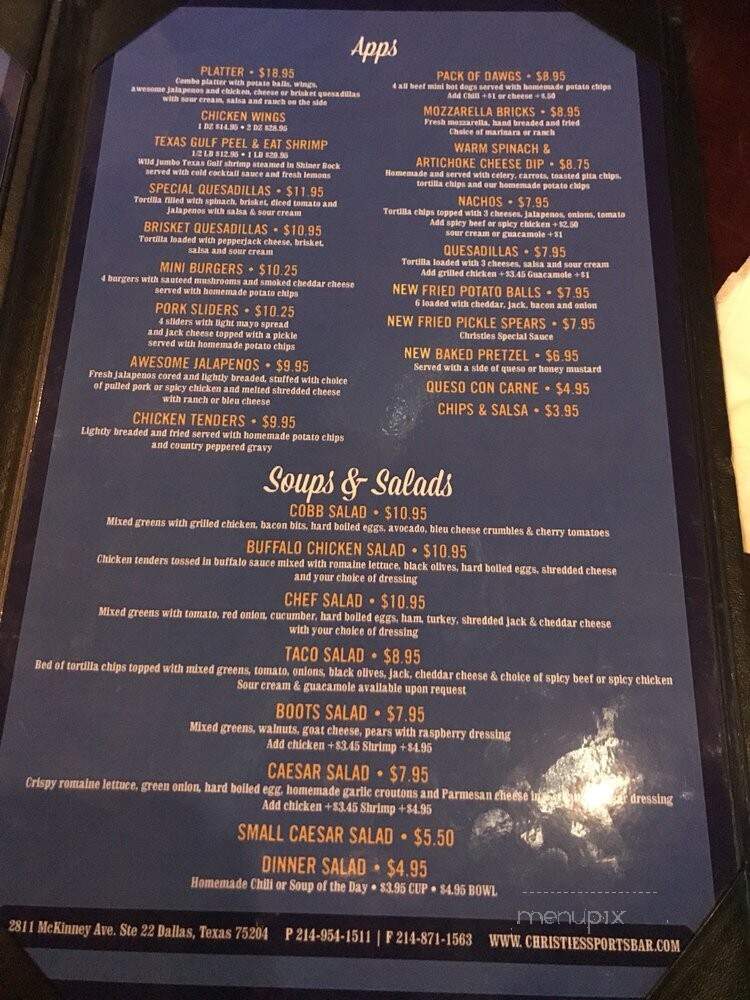 Apps
PLATTER • $18.95
Combo platter with potato balls, wings,
awesome jalapenos and chicken, cheese or brisket quesadillas
with sour cream, salsa and ranch on the side
CHICKEN WINGS
1 DZ $14.95 • 2 DZ $28.95
TEXAS GULF PEEL & EAT SHRIMP
1/2 LB $12.95 • 1 LB $20.95
Wild jumbo Texas Gulf shrimp steamed in Shiner Bock
served with cold cocktail sauce and fresh lemons
SPECIAL QUESADILLAS • $11.95
Tortilla filled with spinach, brisket, diced tomato and
jalapenos with salsa & sour cream
BRISKET QUESADILLAS • $10.95
Tortilla loaded with pepperjack cheese, brisket,
salsa and sour cream
MINI BURGERS • $10.25
4 burgers with sauteed mushrooms and smoked cheddar cheese
served with homemade potato chips
PORK SLIDERS • $10.25
4 sliders with light mayo spread
and jack cheese topped with a pickle
served with homemade potato chips
AWESOME JALAPENOS • $9.95
Fresh jalapenos cored and lightly breaded, stuffed with choice
of pulled pork or spicy chicken and melted shredded cheese
with ranch or bleu cheese
CHICKEN TENDERS • $9.95
Lightly breaded and fried served with homemade potato chips
and country peppered gravy
PACK OF DAWGS • $8.95
4 all beef mini hot dogs served with homemade potato chips
Add Chili +$1 or cheese +$.50
MOZZARELLA BRICKS • $8.95
Fresh mozzarella, hand breaded and fried
Choice of marinara or ranch
WARM SPINACH &
ARTICHOKE CHEESE DIP • $8.75
Homemade and served with celery, carrots, toasted pita chips,
tortilla chips and our homemade potato chips
NACHOS • $7.95
Tortilla chips topped with 3 cheeses, jalapenos, onions, tomato
Add spicy beef or spicy chicken +$2.50
sour cream or guacamole +$1
QUESADILLAS • $7.95
Tortilla loaded with 3 cheeses, salsa and sour cream
Add grilled chicken +$3.45 Guacamole +$1
NEW FRIED POTATO BALLS • $7.95
6 loaded with cheddar, jack, bacon and onion
NEW FRIED PICKLE SPEARS • $7.95
Christies Special Sauce
NEW BAKED PRETZEL • $6.95
Served with a side of queso or honey mustard
QUESO CON CARNE • $4.95
CHIPS & SALSA • $3.95
Soups & Salads
COBB SALAD • $10.95
Mixed greens with grilled chicken, bacon bits, hard boiled eggs, avocado, bleu cheese crumbles & cherry tomatoes
BUFFALO CHICKEN SALAD • $10.95
Chicken tenders tossed in buffalo sauce mixed with romaine lettuce, black olives, hard boiled eggs, shredded cheese
and your choice of dressing
CHEF SALAD • $10.95
Mixed greens with tomato, red onion, cucumber, hard boiled eggs, ham, turkey, shredded jack & cheddar cheese
with your choice of dressing
TACO SALAD • $8.95
Bed of tortilla chips topped with mixed greens, tomato, onions, black olives, jack, cheddar cheese & choice of spicy beef or spicy chicken
Sour cream & guacamole available upon request
BOOTS SALAD • $7.95
Mixed greens, walnuts, goat cheese, pears with raspberry dressing
Add chicken +$3.45 Shrimp +$4.95
CAESAR SALAD • $7.95
Crispy romaine lettuce, green onion, hard boiled egg, homemade garlic croutons and Parmesan cheese dressing
Add chicken +$3.45 Shrimp +$4.95
SMALL CAESAR SALAD • $5.50
DINNER SALAD • $4.95
Homemade Chili or Soup of the Day • $3.95 CUP • $4.95 BOWL
menupix
2811 McKinney Ave. Ste 22 Dallas, Texas 75204 P 214-954-1511 | F 214-871-1563 WWW.CHRISTIESSPORTSBAR.COM